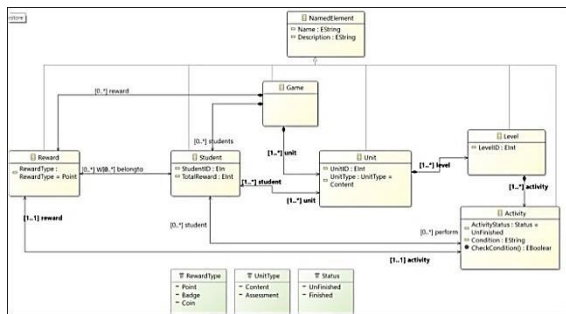 NamedElement
Name : EString
Description : EString
Game
[0..*] reward
[0..*] students
[1..*] unit
Reward
RewardType :
RewardType = Point
belongto
Student
StudentID : EIn
TotalReward : EInt
[1..*] student
[1..*] unit
Unit
UnitID : EInt
UnitType : UnitType =
Content
[1..*] level
Level
LevelID : EInt
[1..*] activity
[1..1] reward
[0..*] student
[0..*] perform
[1..1] activity
Activity
ActivityStatus : Status =
UnFinished
Condition : EString
CheckCondition() : EBoolean
RewardType
Point
Badge
Coin
UnitType
Content
Assessment
Status
UnFinished
Finished